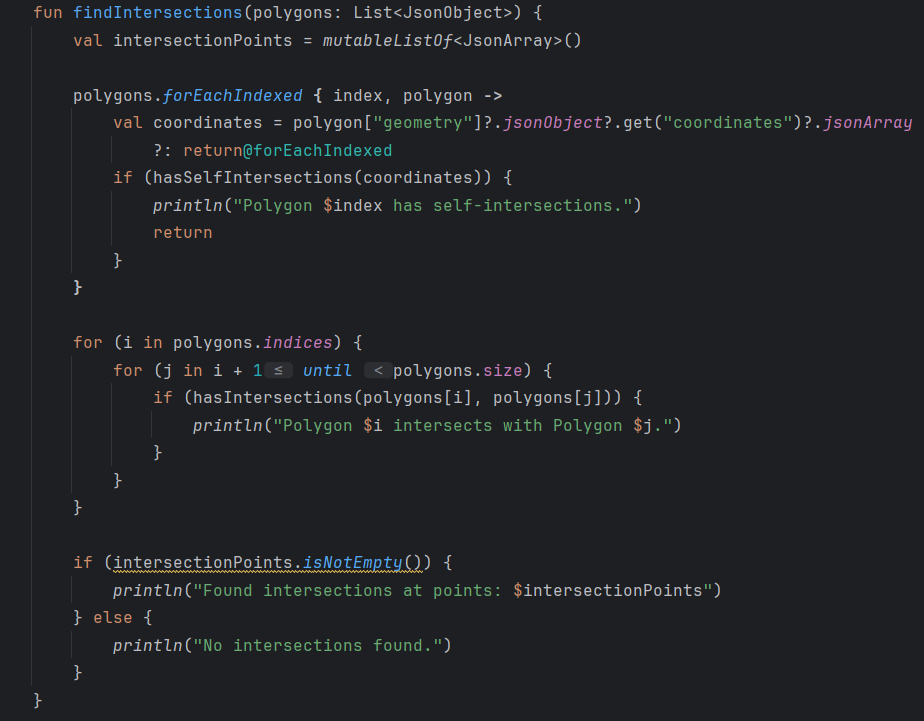 fun findIntersections(polygons: List<JsonObject>) {
    val intersectionPoints = mutableListOf<JsonArray>()

    polygons.forEachIndexed { index, polygon ->
        val coordinates = polygon["geometry"]?.jsonObject?.get("coordinates")?.jsonArray
            ?: return@forEachIndexed
        if (hasSelfIntersections(coordinates)) {
            println("Polygon $index has self-intersections.")
            return
        }
    }

    for (i in polygons.indices) {
        for (j in i + 1 ≤ until < polygons.size) {
            if (hasIntersections(polygons[i], polygons[j])) {
                println("Polygon $i intersects with Polygon $j.")
            }
        }
    }

    if (intersectionPoints.isNotEmpty()) {
        println("Found intersections at points: $intersectionPoints")
    } else {
        println("No intersections found.")
    }
}